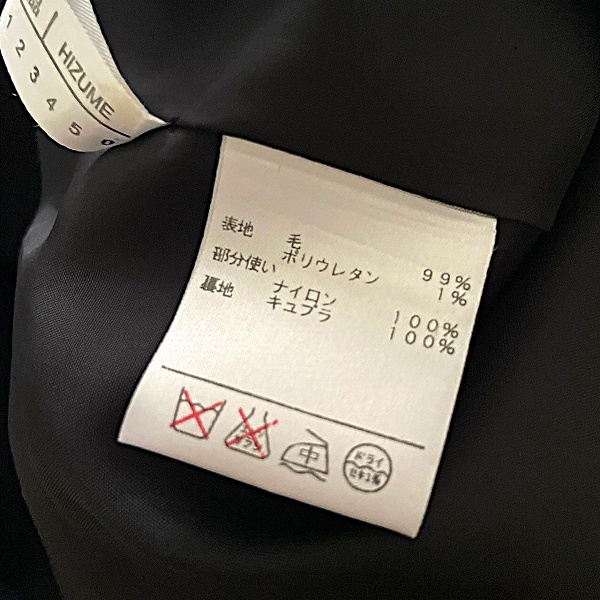 HIZUME
1 2 3 4 5
表地 毛 99%
ポリウレタン 1%
部分使い ナイロン 100%
裏地 キュプラ 100%
中
ドライ
セキユ系